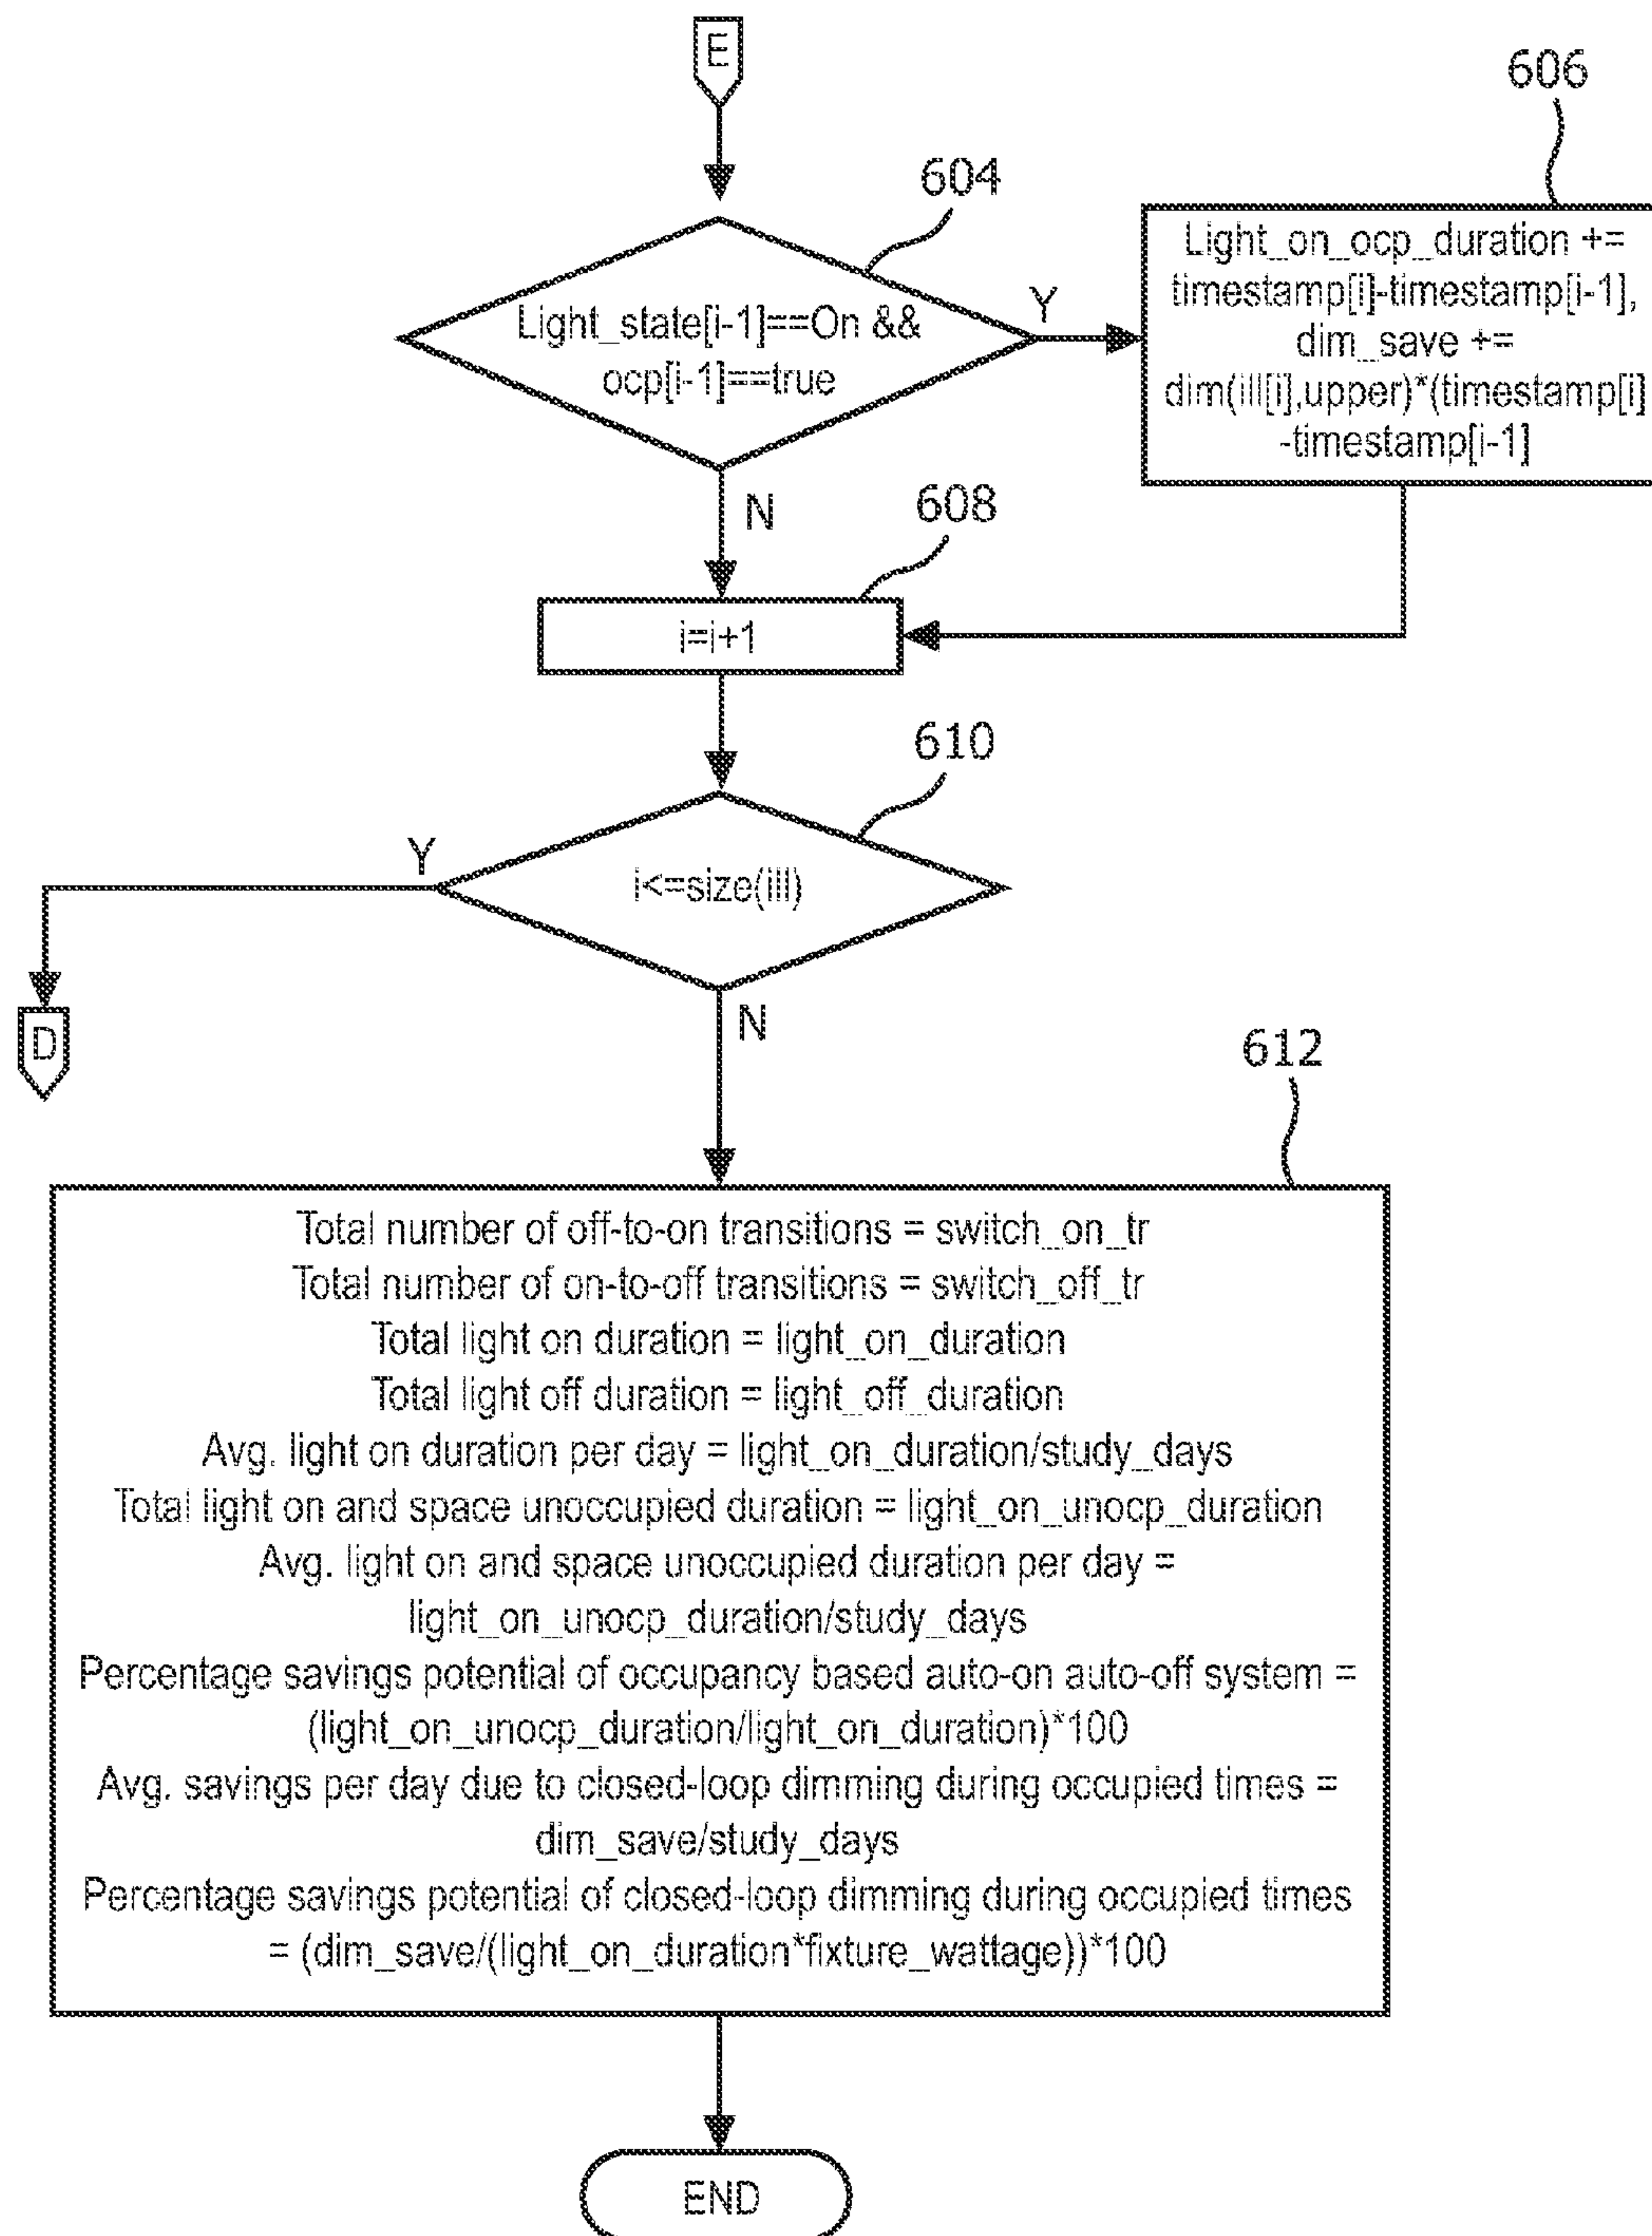 E
604
606
Light_state[i-1]==On &&
ocp[i-1]==true
Y
Light_on_ocp_duration +=
timestamp[i]-timestamp[i-1],
dim_save +=
dim(ill[i],upper)*(timestamp[i]
-timestamp[i-1]
N
608
i=i+1
610
i<=size(ill)
Y
D
N
612
Total number of off-to-on transitions = switch_on_tr
Total number of on-to-off transitions = switch_off_tr
Total light on duration = light_on_duration
Total light off duration = light_off_duration
Avg. light on duration per day = light_on_duration/study_days
Total light on and space unoccupied duration = light_on_unocp_duration
Avg. light on and space unoccupied duration per day =
light_on_unocp_duration/study_days
Percentage savings potential of occupancy based auto-on auto-off system =
(light_on_unocp_duration/light_on_duration)*100
Avg. savings per day due to closed-loop dimming during occupied times =
dim_save/study_days
Percentage savings potential of closed-loop dimming during occupied times
= (dim_save/(light_on_duration*fixture_wattage))*100
END